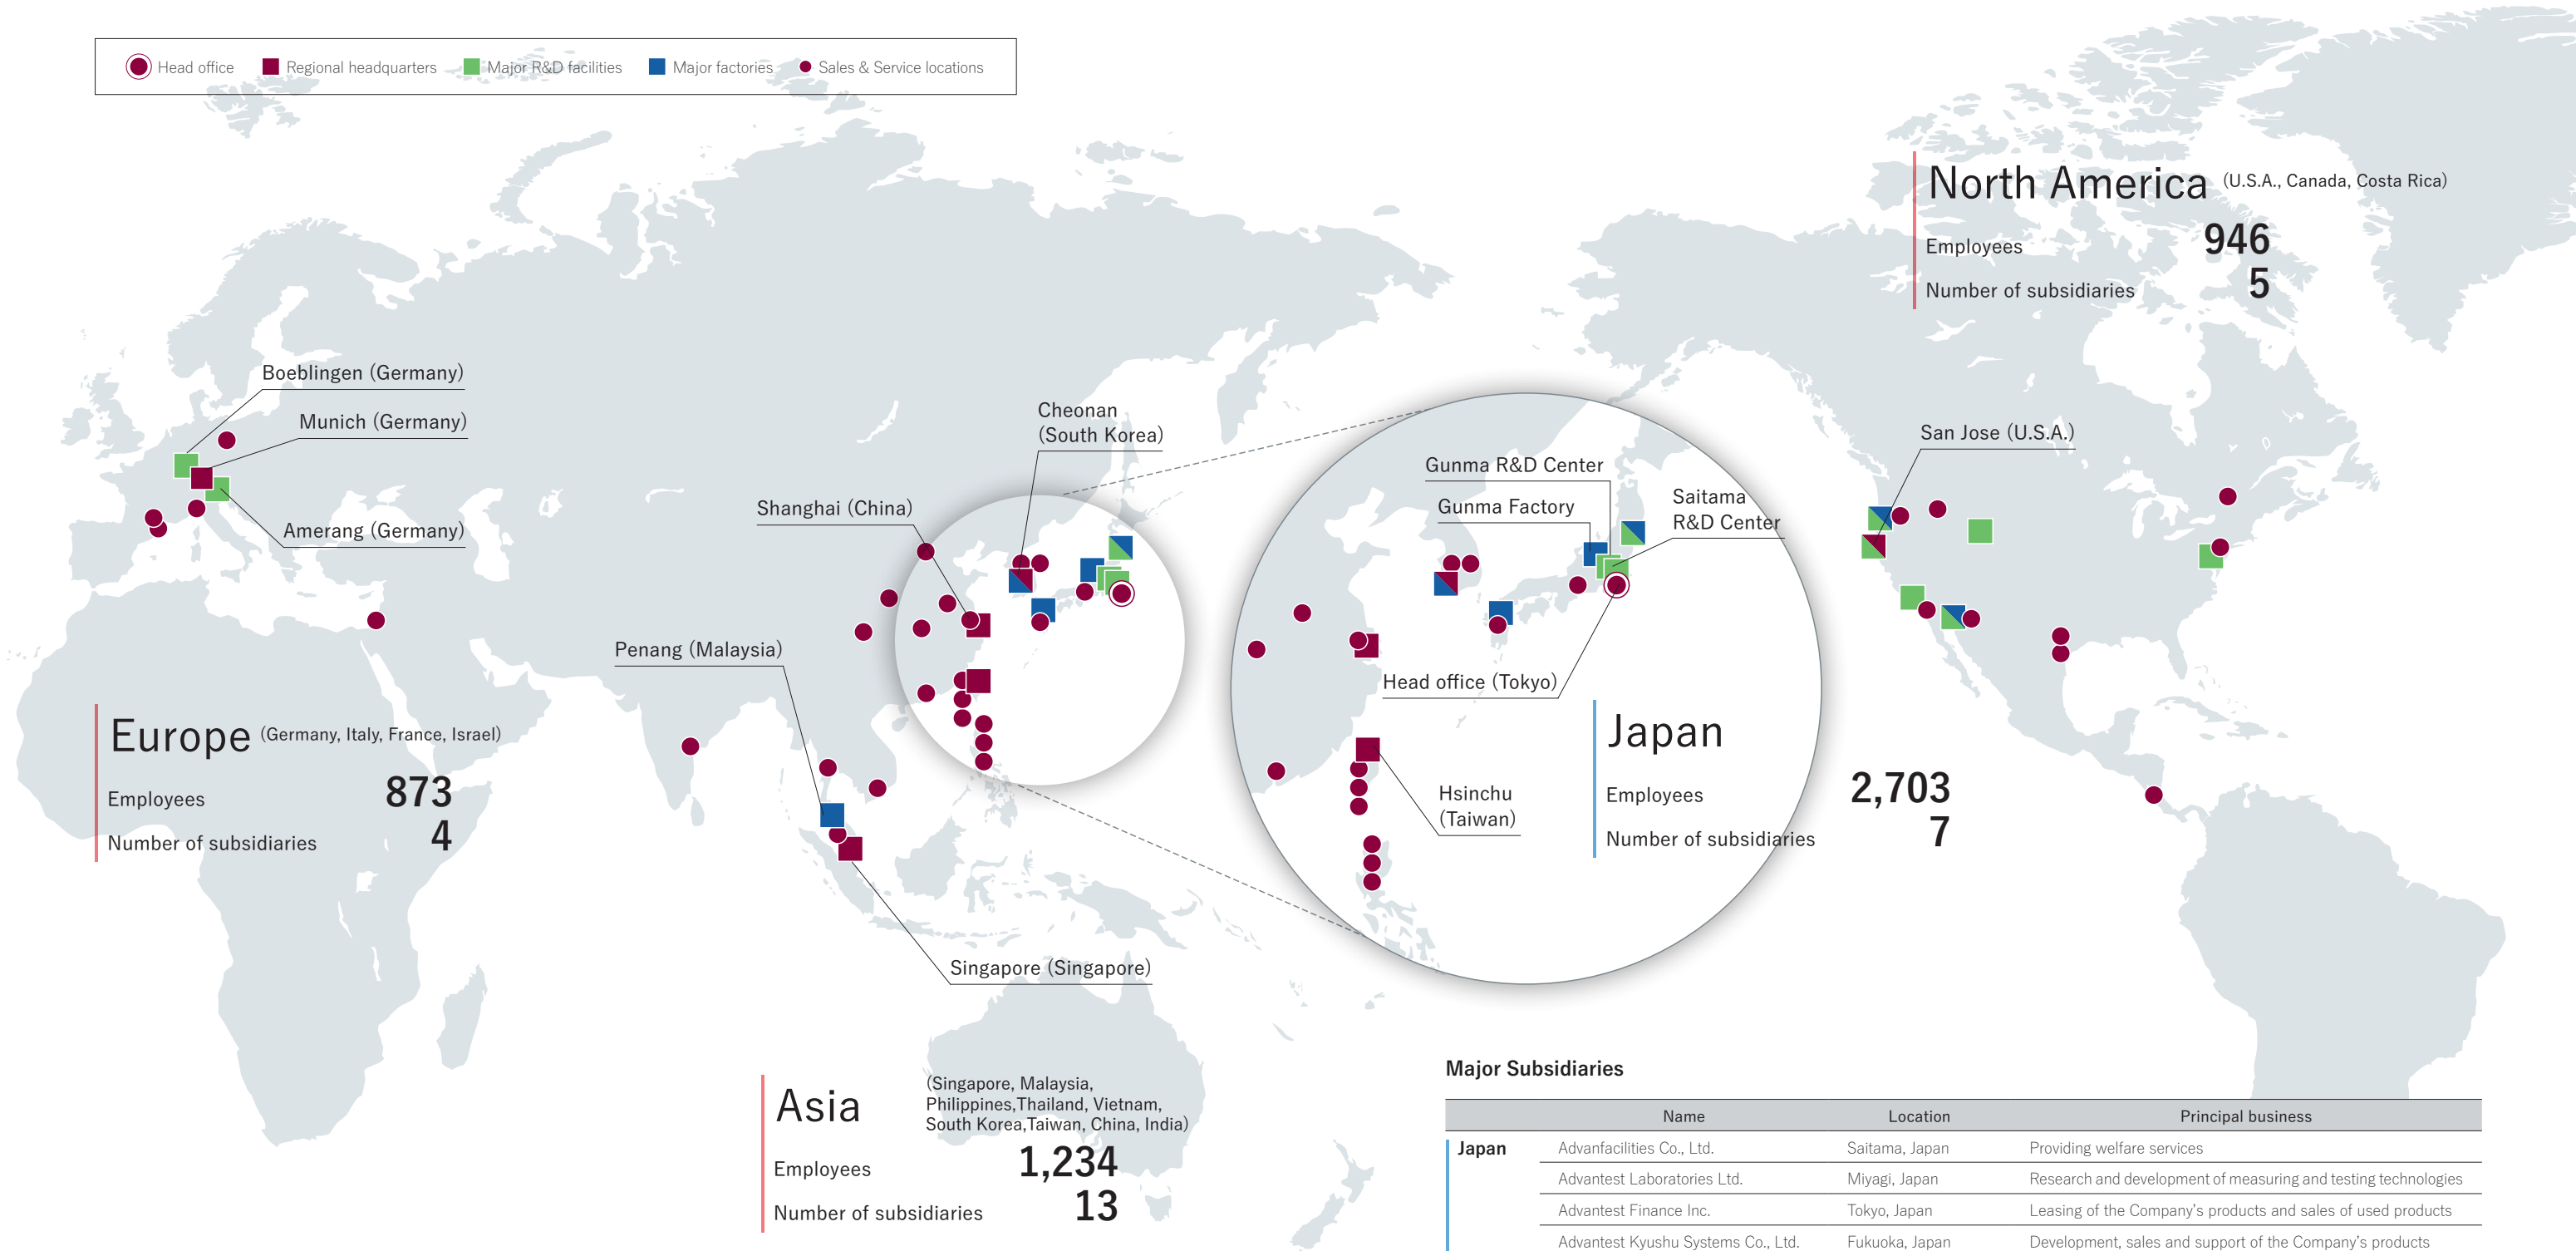 Head office
Regional headquarters
Major R&D facilities
Major factories
Sales & Service locations
North America (U.S.A., Canada, Costa Rica)
Employees 946
Number of subsidiaries 5
Boeblingen (Germany)
Munich (Germany)
Amerang (Germany)
Cheonan
(South Korea)
Shanghai (China)
Penang (Malaysia)
Singapore (Singapore)
Gunma R&D Center
Gunma Factory
Saitama
R&D Center
Head office (Tokyo)
Hsinchu
(Taiwan)
San Jose (U.S.A.)
Europe (Germany, Italy, France, Israel)
Employees 873
Number of subsidiaries 4
Japan
Employees 2,703
Number of subsidiaries 7
Asia
(Singapore, Malaysia,
Philippines,Thailand, Vietnam,
South Korea,Taiwan, China, India)
Employees 1,234
Number of subsidiaries 13
Major Subsidiaries
Name Location Principal business
Japan Advanfacilities Co., Ltd. Saitama, Japan Providing welfare services
Advantest Laboratories Ltd. Miyagi, Japan Research and development of measuring and testing technologies
Advantest Finance Inc. Tokyo, Japan Leasing of the Company's products and sales of used products
Advantest Kyushu Systems Co., Ltd. Fukuoka, Japan Development, sales and support of the Company's products